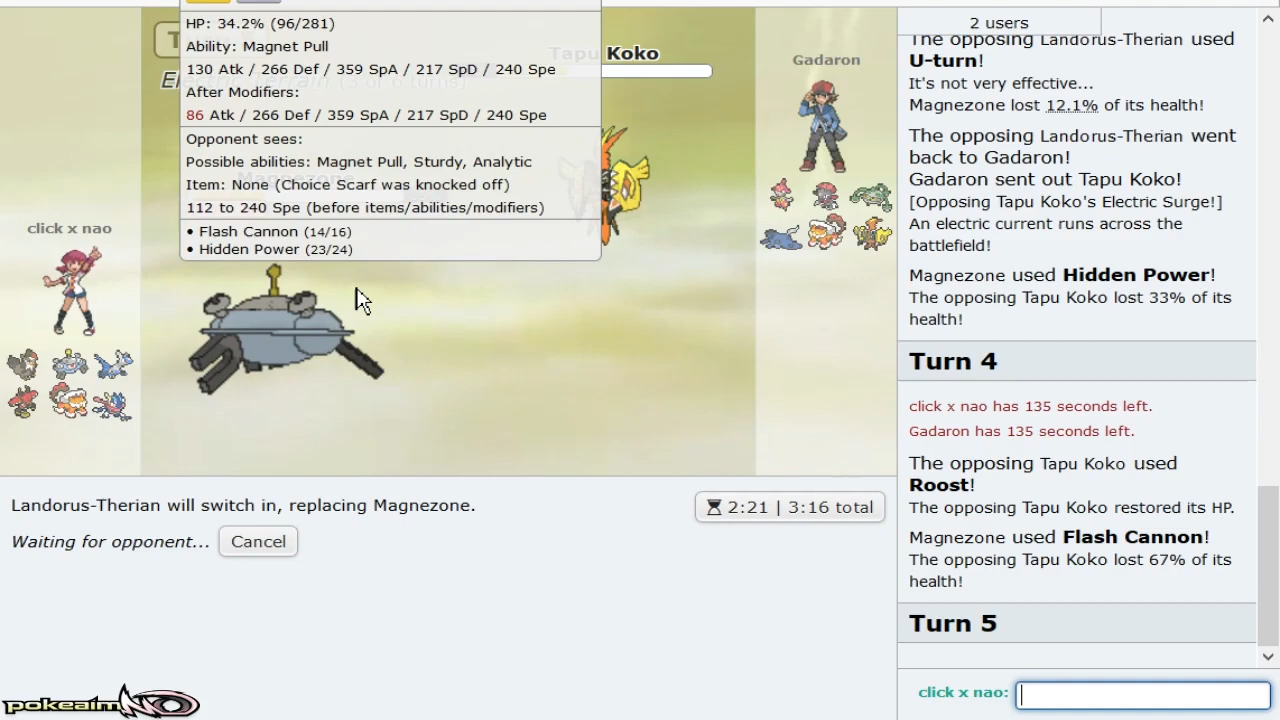 HP: 34.2% (96/281)
Ability: Magnet Pull
130 Atk / 266 Def / 359 SpA / 217 SpD / 240 Spe
After Modifiers:
86 Atk / 266 Def / 359 SpA / 217 SpD / 240 Spe
Opponent sees:
Possible abilities: Magnet Pull, Sturdy, Analytic
Item: None (Choice Scarf was knocked off)
112 to 240 Spe (before items/abilities/modifiers)
• Flash Cannon (14/16)
• Hidden Power (23/24)
Tapu Koko
Gadaron
click x nao
Landorus-Therian will switch in, replacing Magnezone.
2:21 | 3:16 total
Waiting for opponent...
Cancel
pokeaimMD
2 users
The opposing Landorus-Therian used
U-turn!
It's not very effective...
Magnezone lost 12.1% of its health!
The opposing Landorus-Therian went
back to Gadaron!
Gadaron sent out Tapu Koko!
[Opposing Tapu Koko's Electric Surge!]
An electric current runs across the
battlefield!
Magnezone used Hidden Power!
The opposing Tapu Koko lost 33% of its
health!
Turn 4
click x nao has 135 seconds left.
Gadaron has 135 seconds left.
The opposing Tapu Koko used
Roost!
The opposing Tapu Koko restored its HP.
Magnezone used Flash Cannon!
The opposing Tapu Koko lost 67% of its
health!
Turn 5
click x nao: